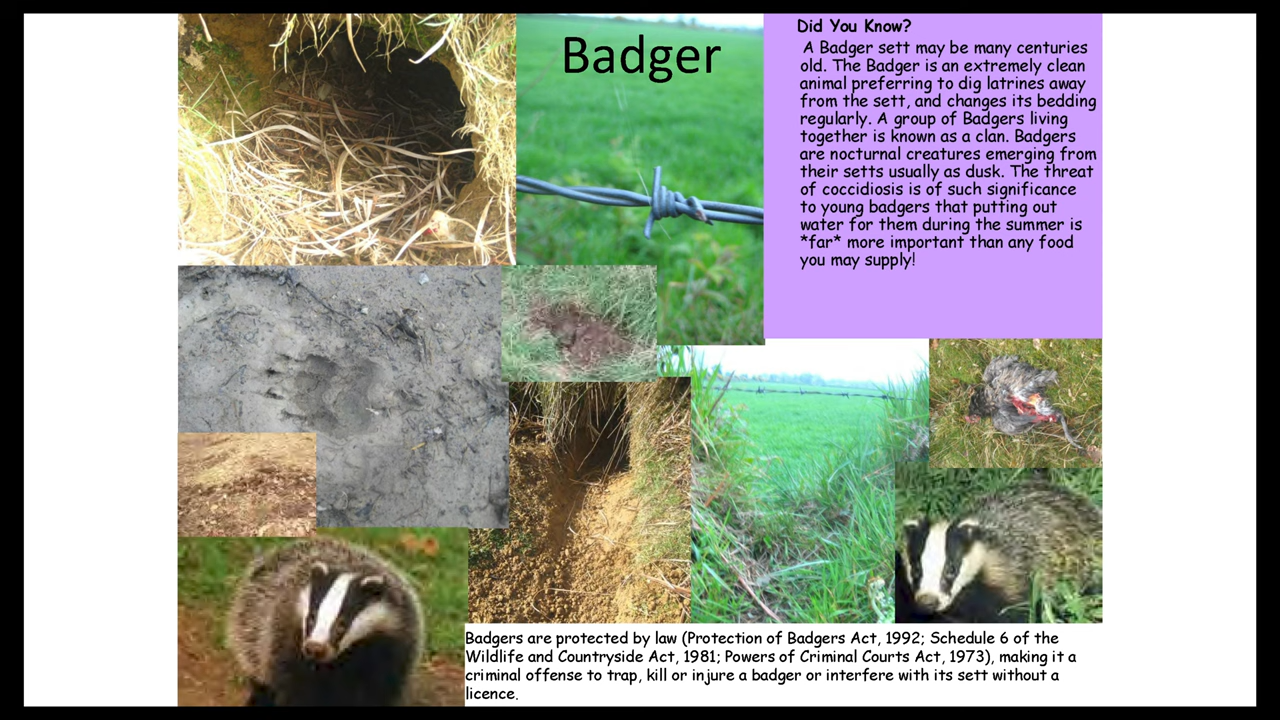 Badger
Did You Know?
A Badger sett may be many centuries
old. The Badger is an extremely clean
animal preferring to dig latrines away
from the sett, and changes its bedding
regularly. A group of Badgers living
together is known as a clan. Badgers
are nocturnal creatures emerging from
their setts usually as dusk. The threat
of coccidiosis is of such significance
to young badgers that putting out
water for them during the summer is
*far* more important than any food
you may supply!
Badgers are protected by law (Protection of Badgers Act, 1992; Schedule 6 of the
Wildlife and Countryside Act, 1981; Powers of Criminal Courts Act, 1973), making it a
criminal offense to trap, kill or injure a badger or interfere with its sett without a
licence.